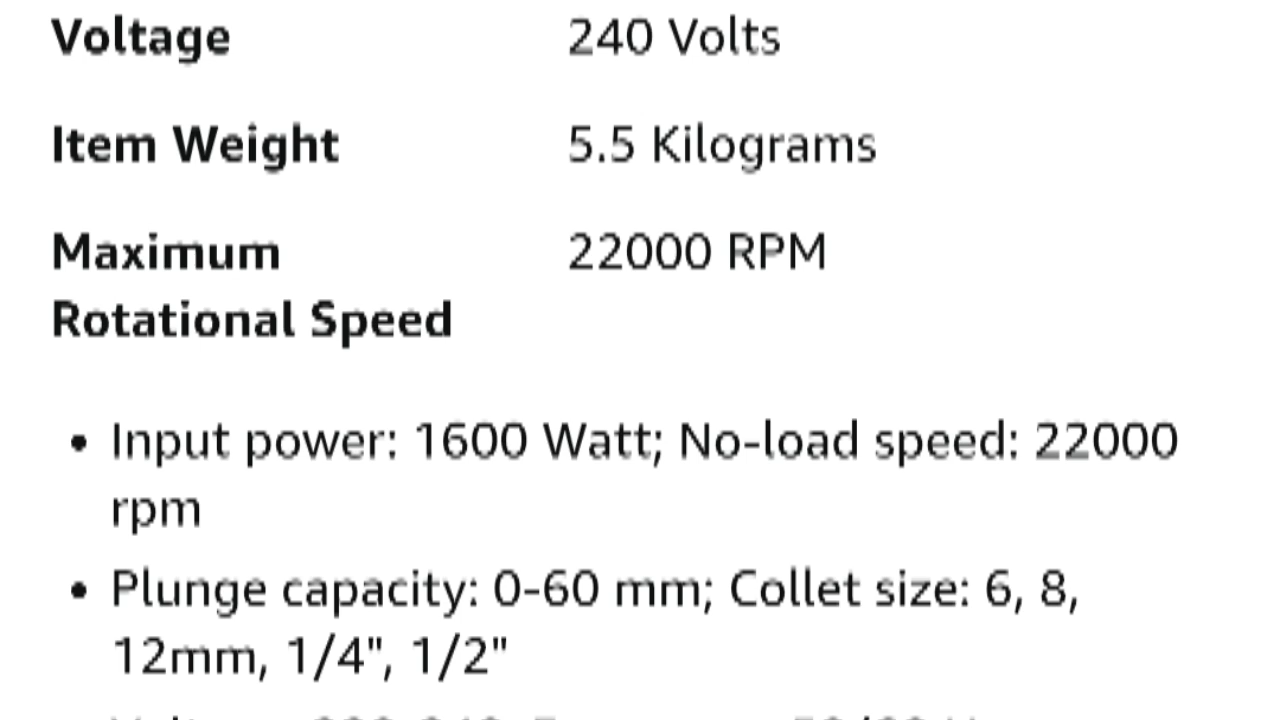 Voltage 240 Volts
Item Weight 5.5 Kilograms
Maximum 22000 RPM
Rotational Speed
• Input power: 1600 Watt; No-load speed: 22000
rpm
• Plunge capacity: 0-60 mm; Collet size: 6, 8,
12mm, 1/4", 1/2"